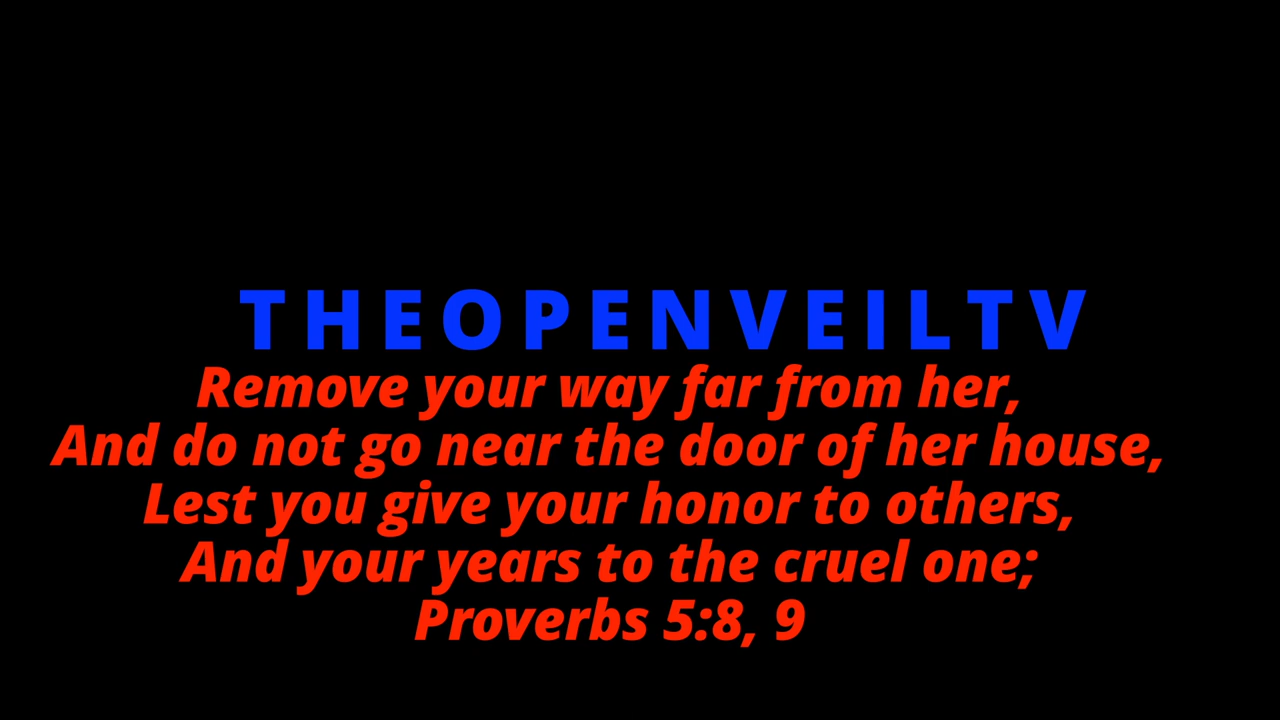 THEOPENVEILTV
Remove your way far from her,
And do not go near the door of her house,
Lest you give your honor to others,
And your years to the cruel one;
Proverbs 5:8, 9